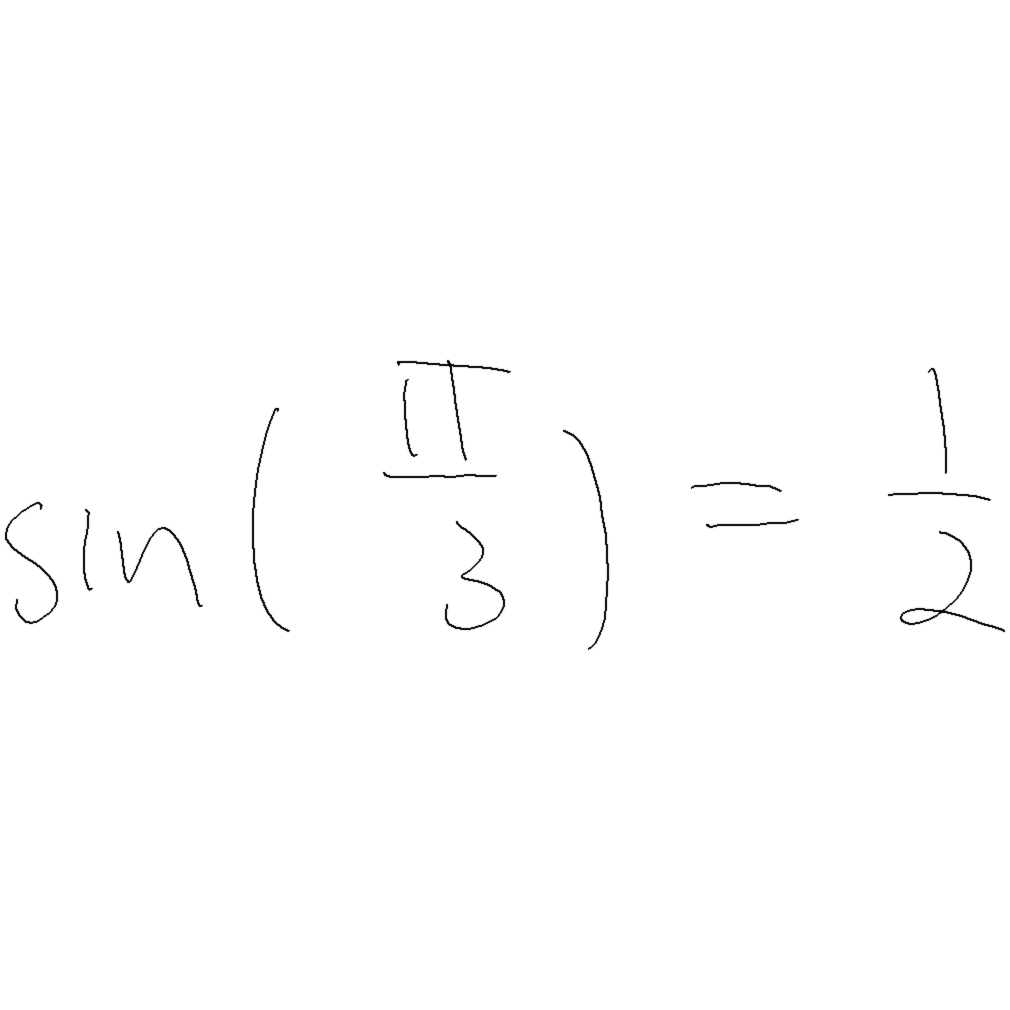 sin(π/3) = 1/2